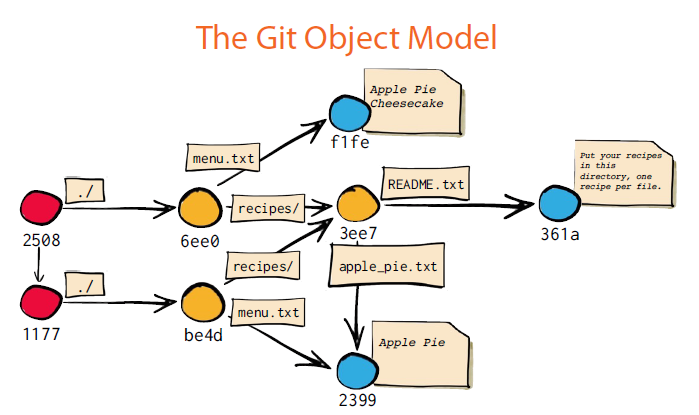 The Git Object Model
Apple Pie
Cheesecake
f1fe
menu.txt
Put your recipes
in this
directory, one
recipe per file.
./
README.txt
recipes/
2508
6ee0
3ee7
361a
recipes/
apple_pie.txt
./
menu.txt
1177
be4d
Apple Pie
2399